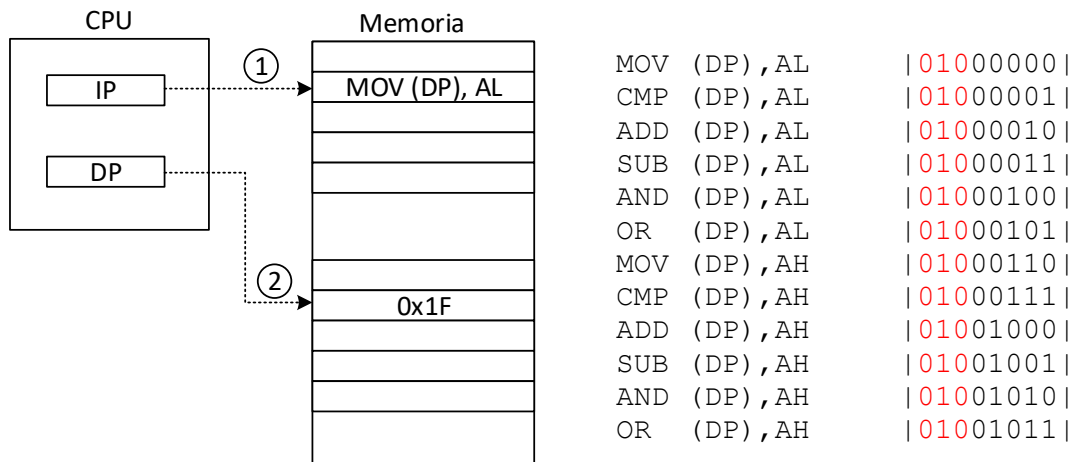 CPU
Memoria
IP
DP
1
MOV (DP), AL
2
0x1F
MOV (DP),AL |01000000|
CMP (DP),AL |01000001|
ADD (DP),AL |01000010|
SUB (DP),AL |01000011|
AND (DP),AL |01000100|
OR (DP),AL |01000101|
MOV (DP),AH |01000110|
CMP (DP),AH |01000111|
ADD (DP),AH |01001000|
SUB (DP),AH |01001001|
AND (DP),AH |01001010|
OR (DP),AH |01001011|